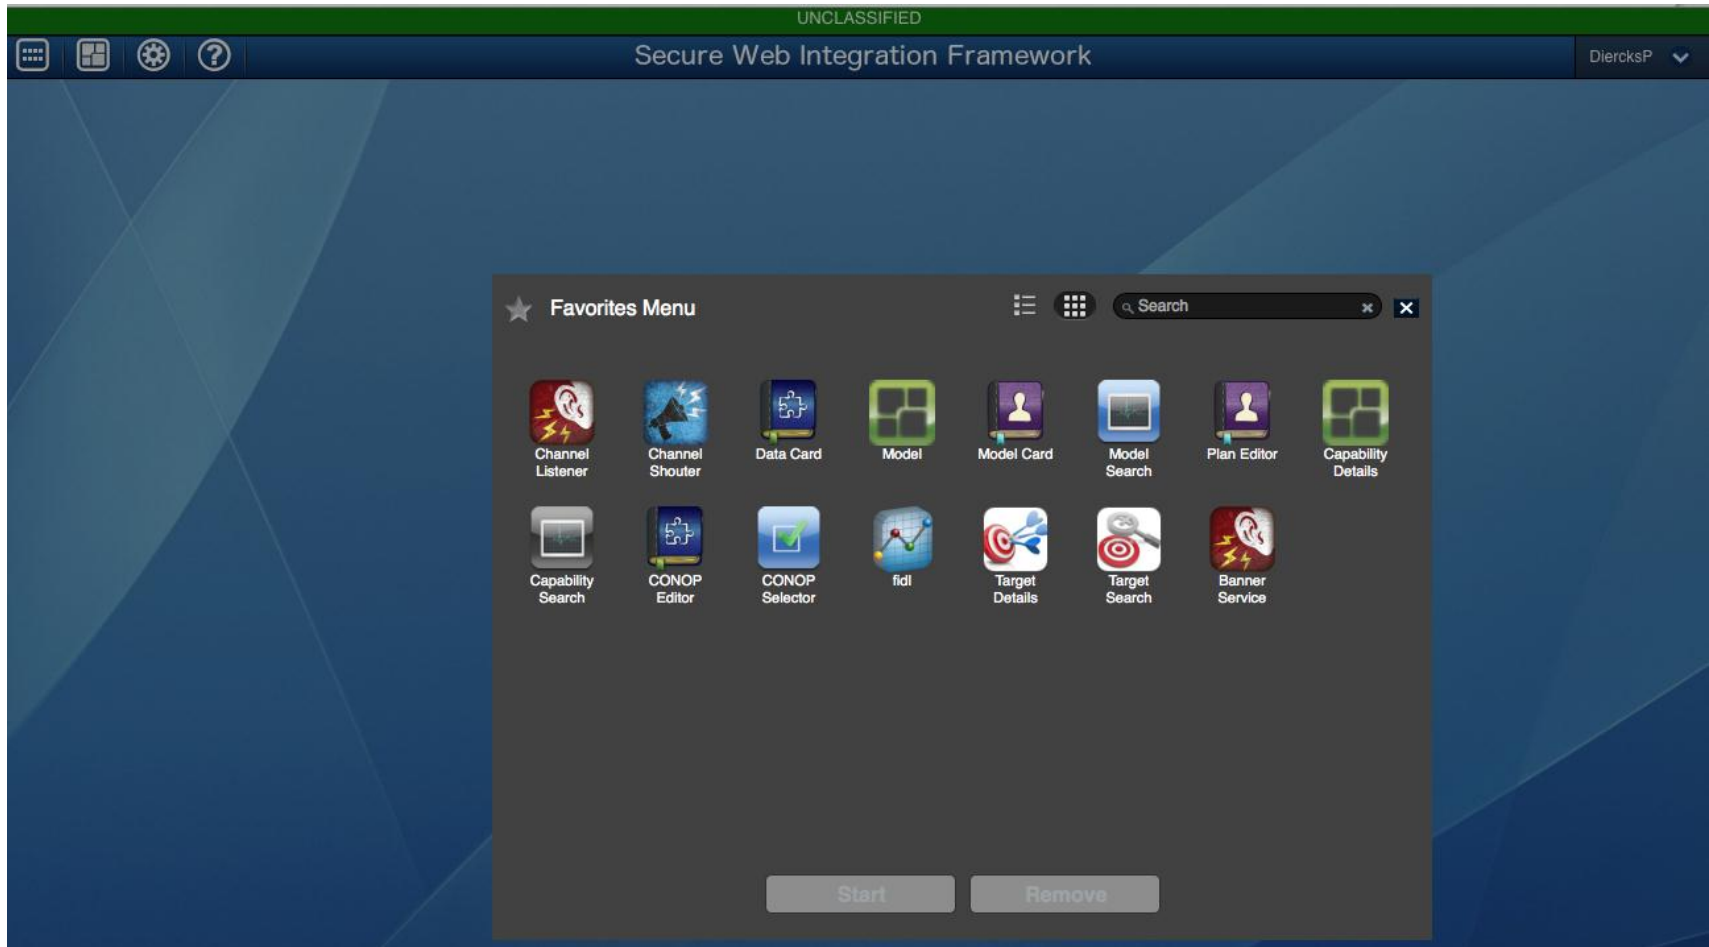 UNCLASSIFIED
Secure Web Integration Framework
DiercksP
Favorites Menu
Search
Channel
Listener
Channel
Shouter
Data Card
Model
Model Card
Model
Search
Plan Editor
Capability
Details
Capability
Search
CONOP
Editor
CONOP
Selector
fidl
Target
Details
Target
Search
Banner
Service
Start
Remove